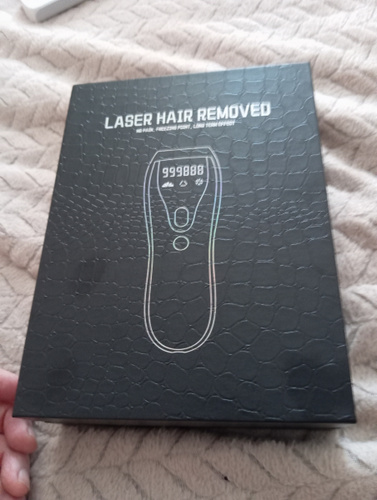 LASER HAIR REMOVED
NO PAIN, FREEZING POINT, LONG TERM EFFECT
999888